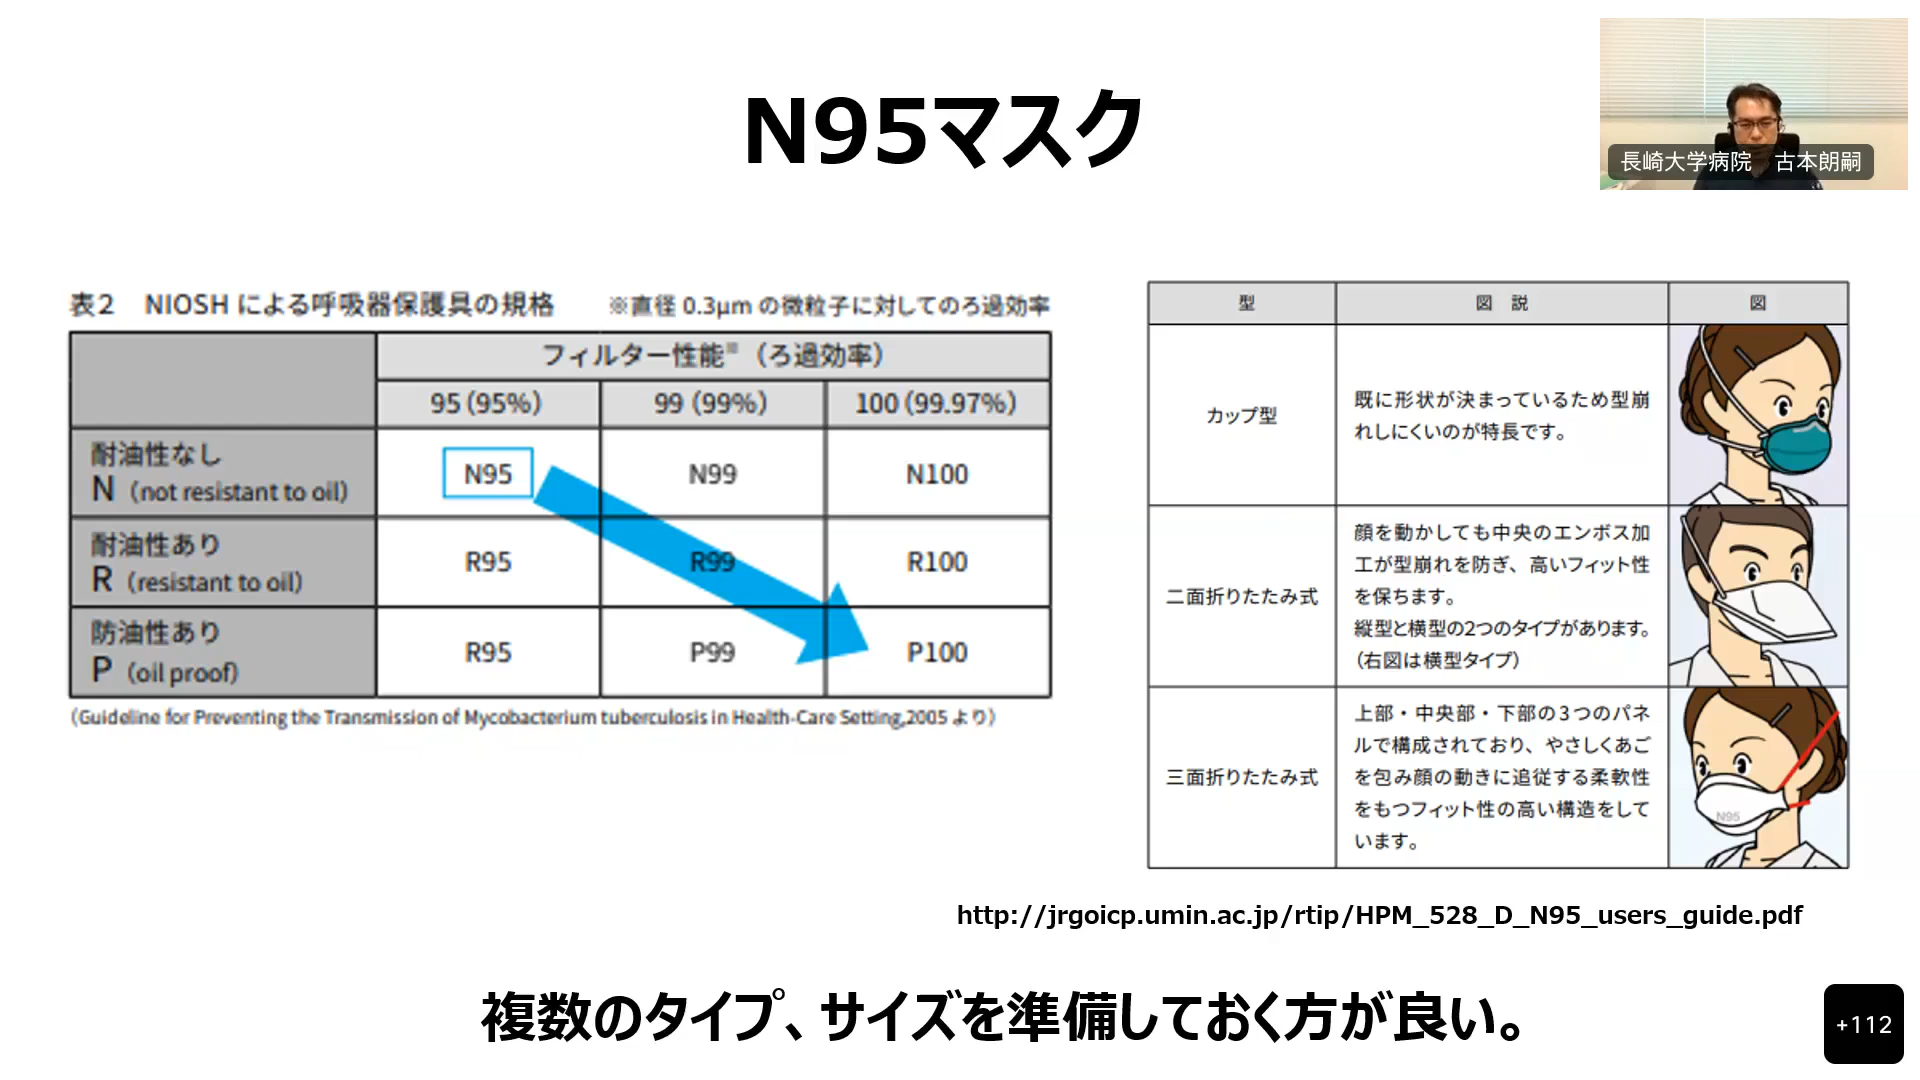 N95マスク
長崎大学病院　古本朗嗣
表2　NIOSH による呼吸器保護具の規格　※直径 0.3μm の微粒子に対してのろ過効率
フィルター性能※（ろ過効率）
95（95%）　99（99%）　100（99.97%）
耐油性なし
N（not resistant to oil）　N95　N99　N100
耐油性あり
R（resistant to oil）　R95　R99　R100
防油性あり
P（oil proof）　R95　P99　P100
（Guideline for Preventing the Transmission of Mycobacterium tuberculosis in Health-Care Setting,2005 より）
型　図　説　図
カップ型
既に形状が決まっているため型崩
れしにくいのが特長です。
二面折りたたみ式
顔を動かしても中央のエンボス加
工が型崩れを防ぎ、高いフィット性
を保ちます。
縦型と横型の2つのタイプがあります。
（右図は横型タイプ）
三面折りたたみ式
上部・中央部・下部の3つのパネ
ルで構成されており、やさしくあご
を包み顔の動きに追従する柔軟性
をもつフィット性の高い構造をして
います。
N95
http://jrgoicp.umin.ac.jp/rtip/HPM_528_D_N95_users_guide.pdf
複数のタイプ、サイズを準備しておく方が良い。
+112